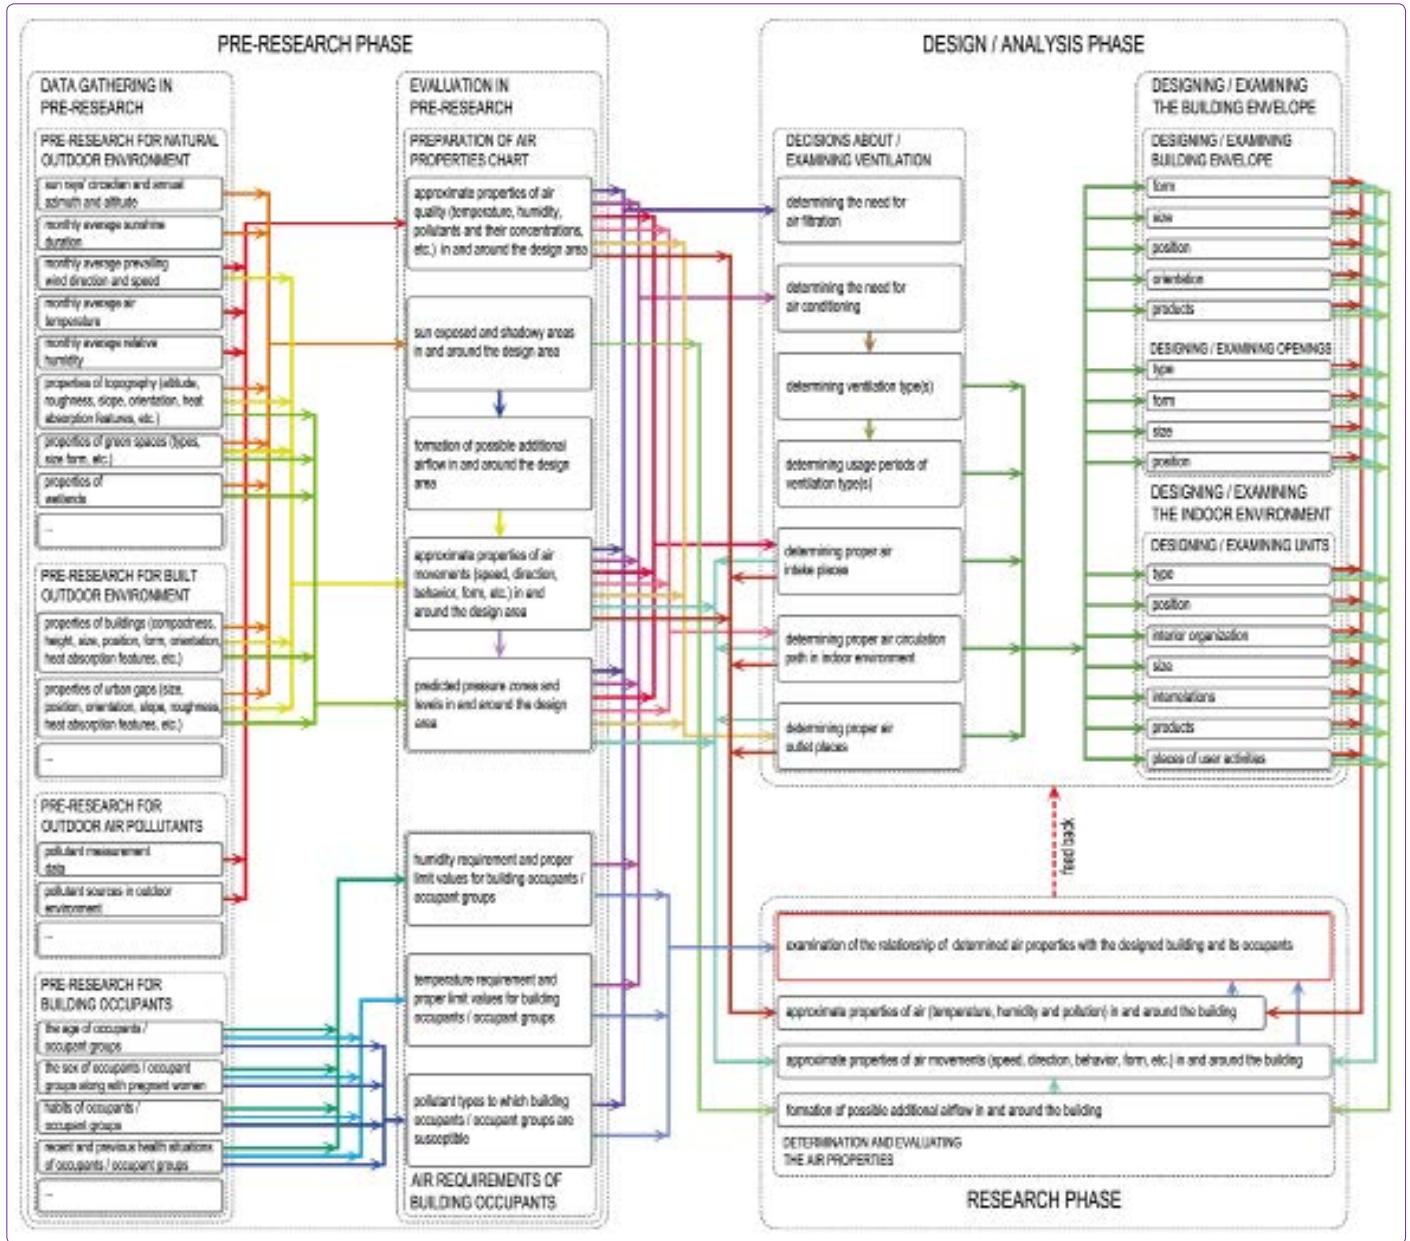 PRE-RESEARCH PHASE
DATA GATHERING IN
PRE-RESEARCH
PRE-RESEARCH FOR NATURAL
OUTDOOR ENVIRONMENT
sun rays' circadian and annual
azimuth and altitude
monthly average sunshine
duration
monthly average prevailing
wind direction and speed
monthly average air
temperature
monthly average relative
humidity
properties of topography (altitude,
roughness, slope, orientation, heat
absorption features, etc.)
properties of green spaces (types,
size form, etc.)
properties of
wetlands
...
PRE-RESEARCH FOR BUILT
OUTDOOR ENVIRONMENT
properties of buildings (compactness,
height, size, position, form, orientation,
heat absorption features, etc.)
properties of urban gaps (size,
position, orientation, slope, roughness,
heat absorption features, etc.)
...
PRE-RESEARCH FOR
OUTDOOR AIR POLLUTANTS
pollutant measurement
data
pollutant sources in outdoor
environment
...
PRE-RESEARCH FOR
BUILDING OCCUPANTS
the age of occupants /
occupant groups
the sex of occupants / occupant
groups along with pregnant women
habits of occupants /
occupant groups
recent and previous health situations
of occupants / occupant groups
...
EVALUATION IN
PRE-RESEARCH
PREPARATION OF AIR
PROPERTIES CHART
approximate properties of air
quality (temperature, humidity,
pollutants and their concentrations,
etc.) in and around the design area
sun exposed and shadowy areas
in and around the design area
formation of possible additional
airflow in and around the design
area
approximate properties of air
movements (speed, direction,
behavior, form, etc.) in and
around the design area
predicted pressure zones and
levels in and around the design
area
humidity requirement and proper
limit values for building occupants /
occupant groups
temperature requirement and
proper limit values for building
occupants / occupant groups
pollutant types to which building
occupants / occupant groups are
susceptible
AIR REQUIREMENTS OF
BUILDING OCCUPANTS
DESIGN / ANALYSIS PHASE
DECISIONS ABOUT /
EXAMINING VENTILATION
determining the need for
air filtration
determining the need for
air conditioning
determining ventilation type(s)
determining usage periods of
ventilation type(s)
determining proper air
intake places
determining proper air circulation
path in indoor environment
determining proper air
outlet places
DESIGNING / EXAMINING
THE BUILDING ENVELOPE
DESIGNING / EXAMINING
BUILDING ENVELOPE
form
size
position
orientation
products
DESIGNING / EXAMINING OPENINGS
type
form
size
position
DESIGNING / EXAMINING
THE INDOOR ENVIRONMENT
DESIGNING / EXAMINING UNITS
type
position
interior organization
size
interrelations
products
places of user activities
feed back
examination of the relationship of determined air properties with the designed building and its occupants
approximate properties of air (temperature, humidity and pollution) in and around the building
approximate properties of air movements (speed, direction, behavior, form, etc.) in and around the building
formation of possible additional airflow in and around the building
DETERMINATION AND EVALUATING
THE AIR PROPERTIES
RESEARCH PHASE